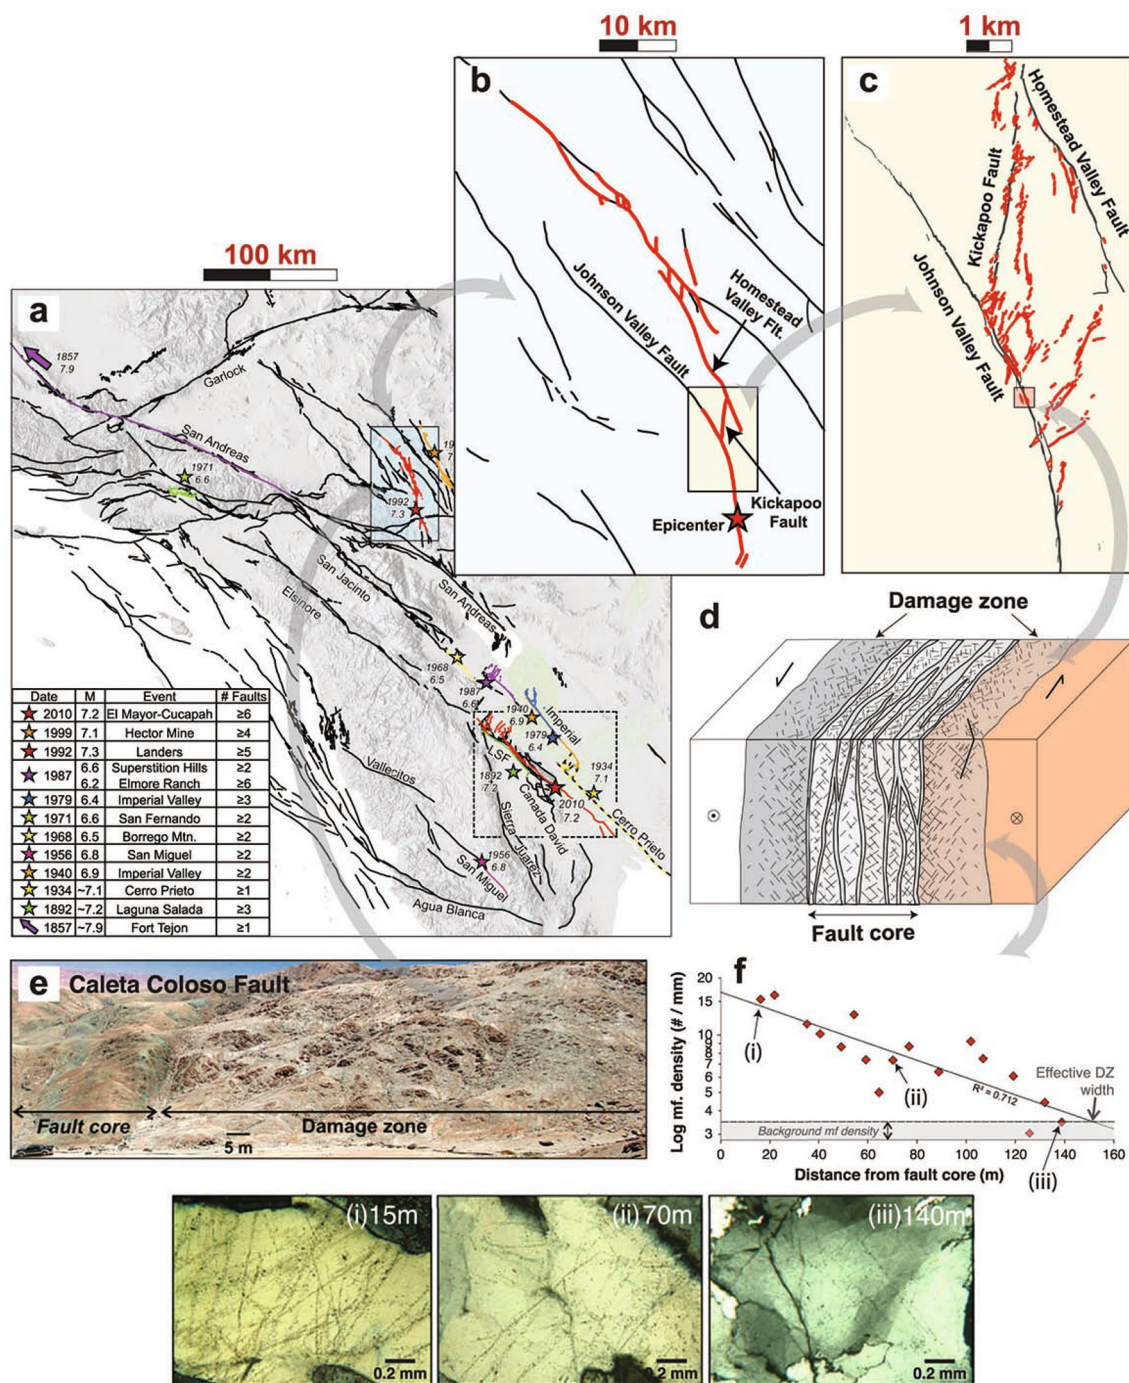 10 km
1 km
b
Johnson Valley Fault
Homestead
Valley Flt.
Kickapoo
Fault
Epicenter
c
Homestead Valley Fault
Kickapoo Fault
Johnson Valley Fault
100 km
a
1857
7.9
Garlock
San Andreas
1971
6.6
19
7.
1992
7.3
San Jacinto
San Andreas
Elsinore
1968
6.5
1987
6.6
1940
6.9
Imperial
1979
6.4
LSF
1892
7.2
1934
7.1
Vallecitos
Canada David
2010
7.2
Sierra
Juarez
Cerro Prieto
1956
6.8
San Miguel
Agua Blanca
Date M Event # Faults
2010 7.2 El Mayor-Cucapah ≥6
1999 7.1 Hector Mine ≥4
1992 7.3 Landers ≥5
1987 6.6 Superstition Hills ≥2
6.2 Elmore Ranch ≥6
1979 6.4 Imperial Valley ≥3
1971 6.6 San Fernando ≥2
1968 6.5 Borrego Mtn. ≥2
1956 6.8 San Miguel ≥2
1940 6.9 Imperial Valley ≥2
1934 ~7.1 Cerro Prieto ≥1
1892 ~7.2 Laguna Salada ≥3
1857 ~7.9 Fort Tejon ≥1
d
Damage zone
Fault core
e Caleta Coloso Fault
Fault core
Damage zone
5 m
f
Log mf. density (# / mm)
20
15
10
9
8
7
6
5
4
3
(i)
(ii)
(iii)
R² = 0.712
Effective DZ
width
Background mf density
0 20 40 60 80 100 120 140 160
Distance from fault core (m)
(i)15m
0.2 mm
(ii)70m
0.2 mm
(iii)140m
0.2 mm